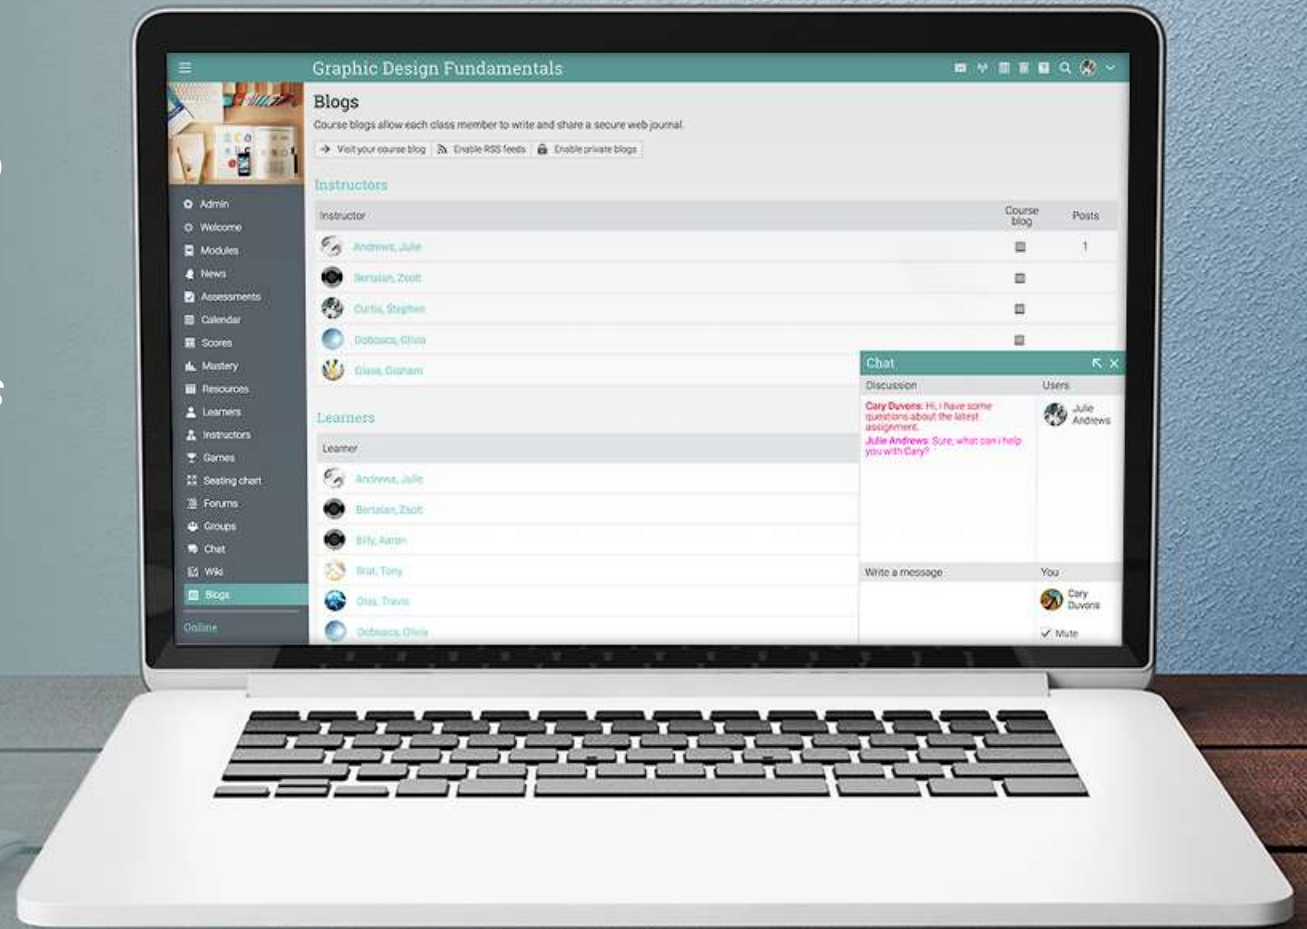 Graphic Design Fundamentals
Blogs
Course blogs allow each class member to write and share a secure web journal.
Visit your course blog Enable RSS feeds Enable private blogs
Instructors
Instructor Course blog Posts
Andrews, Julie 1
Bertalan, Zsolt
Curtis, Stephen
Dobosca, Olivia
Glass, Graham
Learners
Learner
Andrews, Julie
Bertalan, Zsolt
Billy, Aaron
Brat, Tony
Diss, Travis
Dobosca, Olivia
Admin
Welcome
Modules
News
Assessments
Calendar
Scores
Mastery
Resources
Learners
Instructors
Games
Seating chart
Forums
Groups
Chat
Wiki
Blogs
Online
Chat
Discussion
Cary Duvons: Hi, i have some
questions about the latest
assignment.
Julie Andrews: Sure, what can i help
you with Cary?
Users
Julie
Andrews
Write a message
You
Cary
Duvons
Mute